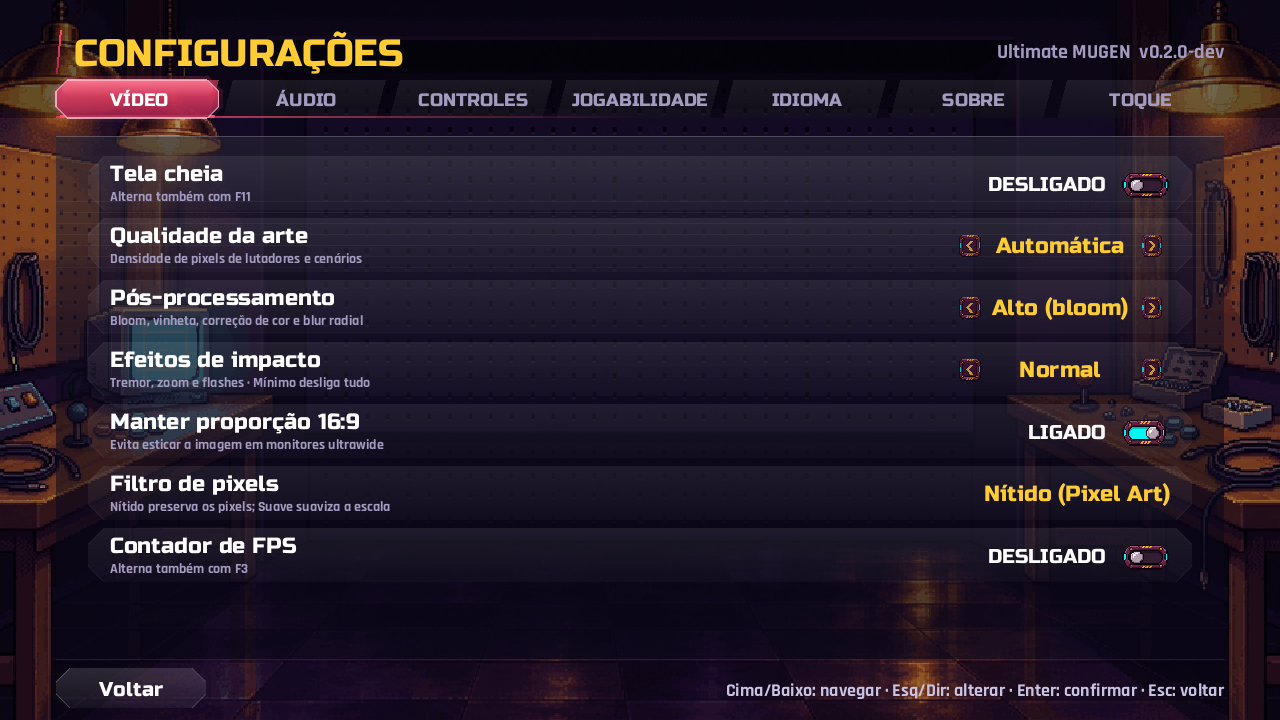 CONFIGURAÇÕES
Ultimate MUGEN v0.2.0-dev
VÍDEO
ÁUDIO
CONTROLES
JOGABILIDADE
IDIOMA
SOBRE
TOQUE
Tela cheia
Alterna também com F11
DESLIGADO
Qualidade da arte
Densidade de pixels de lutadores e cenários
Automática
Pós-processamento
Bloom, vinheta, correção de cor e blur radial
Alto (bloom)
Efeitos de impacto
Tremor, zoom e flashes · Mínimo desliga tudo
Normal
Manter proporção 16:9
Evita esticar a imagem em monitores ultrawide
LIGADO
Filtro de pixels
Nítido preserva os pixels; Suave suaviza a escala
Nítido (Pixel Art)
Contador de FPS
Alterna também com F3
DESLIGADO
Voltar
Cima/Baixo: navegar · Esq/Dir: alterar · Enter: confirmar · Esc: voltar